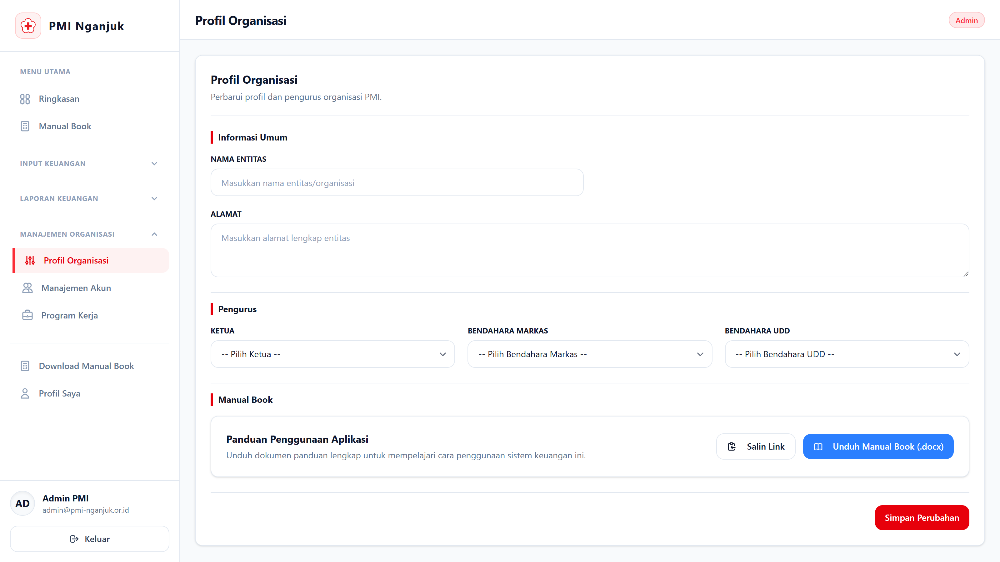 PMI Nganjuk
MENU UTAMA
Ringkasan
Manual Book
INPUT KEUANGAN
LAPORAN KEUANGAN
MANAJEMEN ORGANISASI
Profil Organisasi
Manajemen Akun
Program Kerja
Download Manual Book
Profil Saya
AD
Admin PMI
admin@pmi-nganjuk.or.id
Keluar
Profil Organisasi
Admin
Profil Organisasi
Perbarui profil dan pengurus organisasi PMI.
Informasi Umum
NAMA ENTITAS
Masukkan nama entitas/organisasi
ALAMAT
Masukkan alamat lengkap entitas
Pengurus
KETUA
-- Pilih Ketua --
BENDAHARA MARKAS
-- Pilih Bendahara Markas --
BENDAHARA UDD
-- Pilih Bendahara UDD --
Manual Book
Panduan Penggunaan Aplikasi
Unduh dokumen panduan lengkap untuk mempelajari cara penggunaan sistem keuangan ini.
Salin Link
Unduh Manual Book (.docx)
Simpan Perubahan